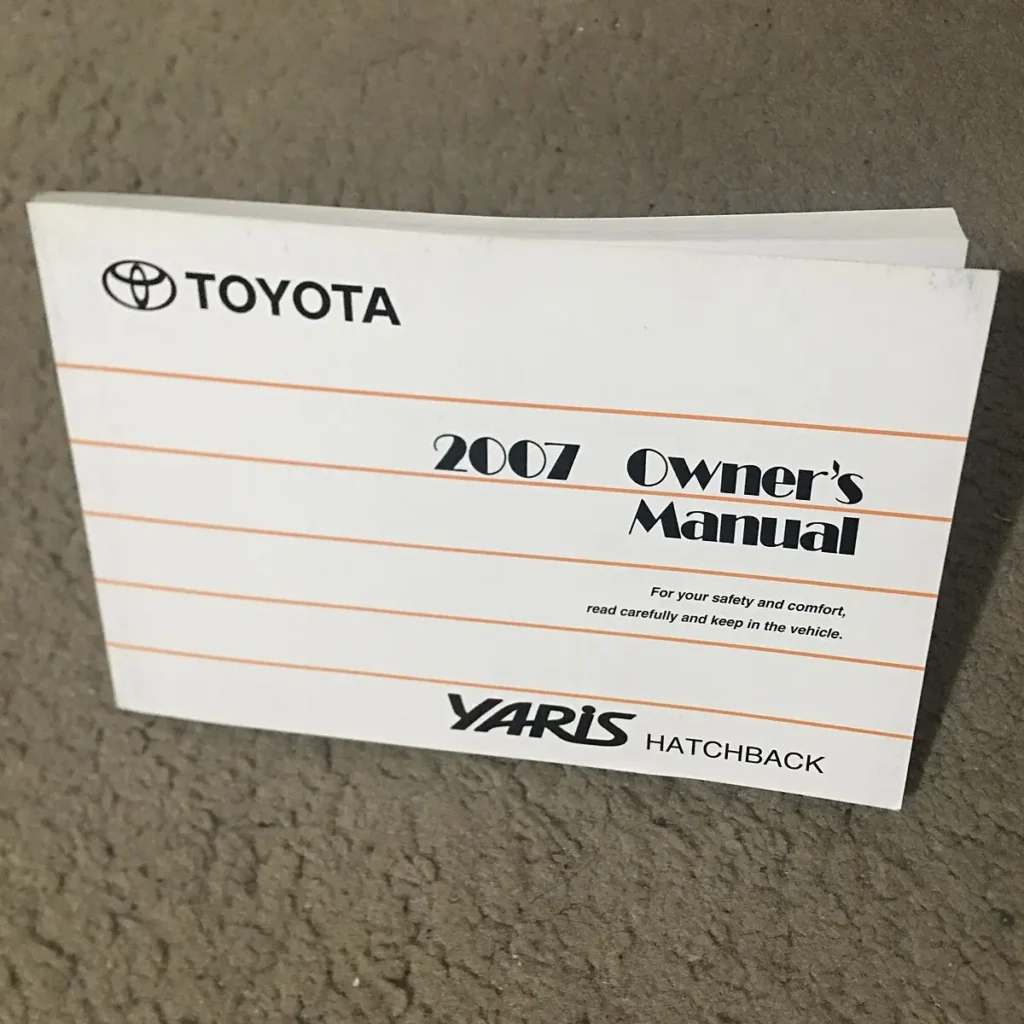 TOYOTA
2007 Owner's
Manual
For your safety and comfort,
read carefully and keep in the vehicle.
YARiS HATCHBACK